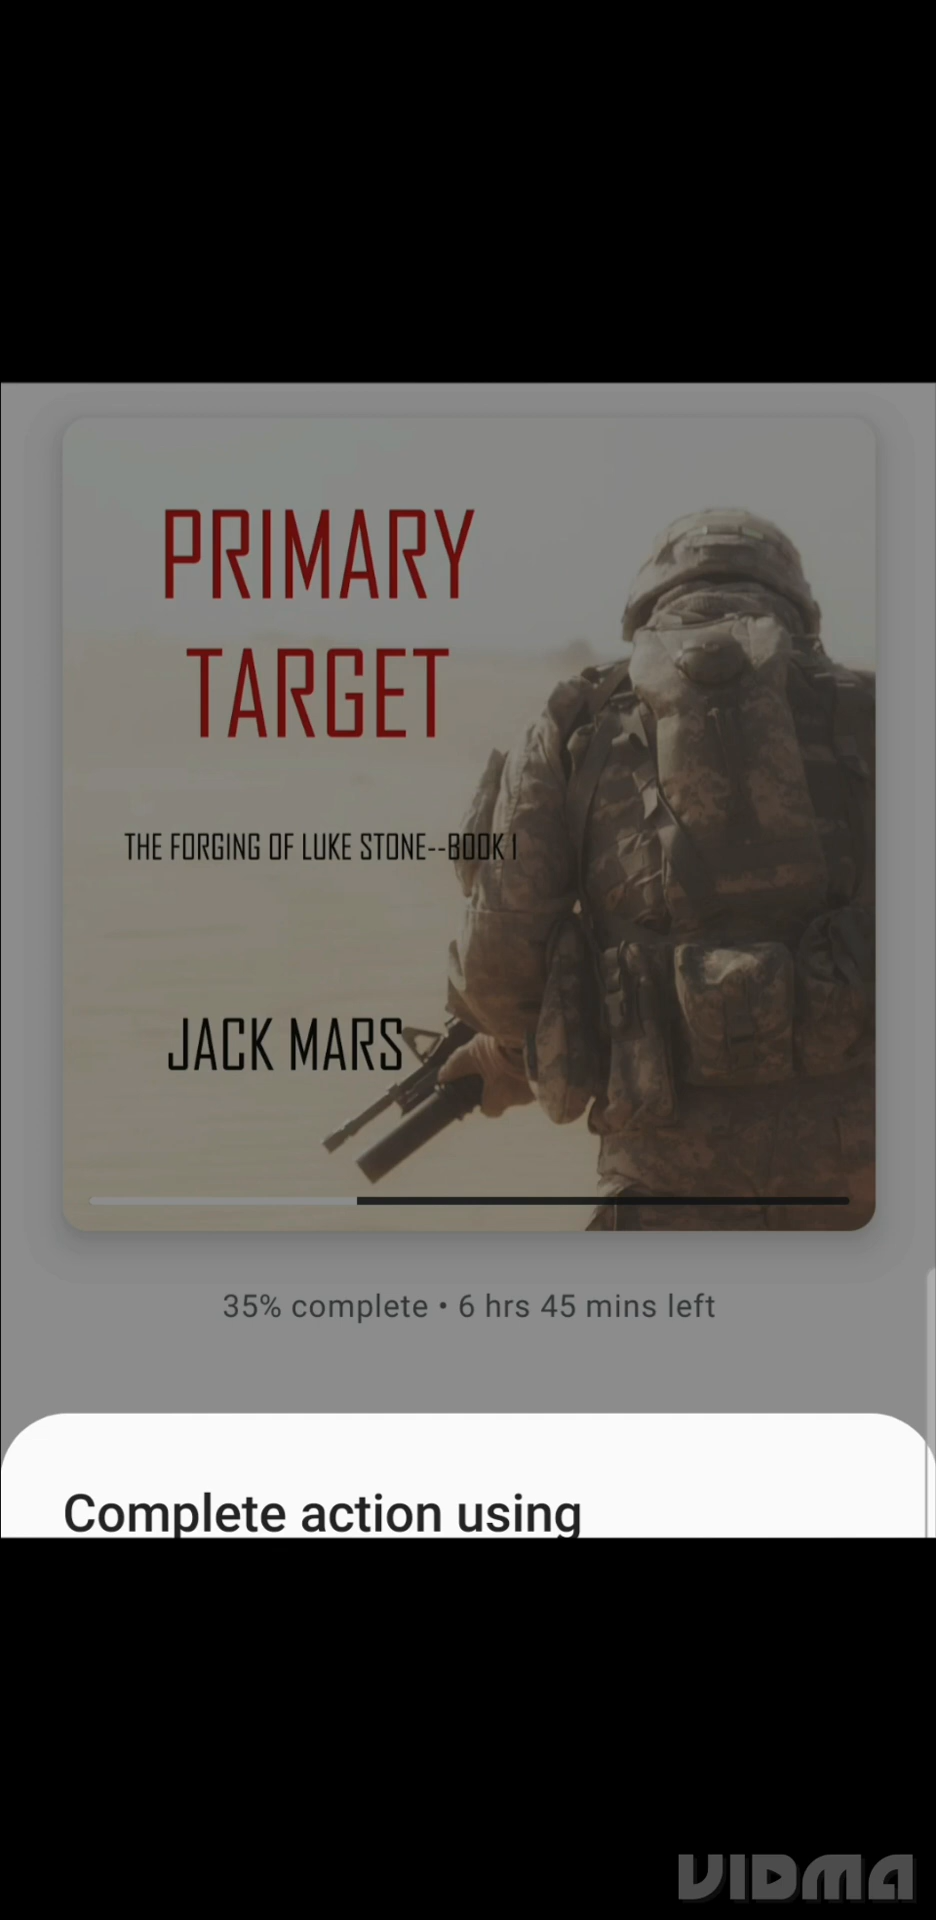 PRIMARY
TARGET
THE FORGING OF LUKE STONE--BOOK 1
JACK MARS
35% complete • 6 hrs 45 mins left
Complete action using
VIDMA